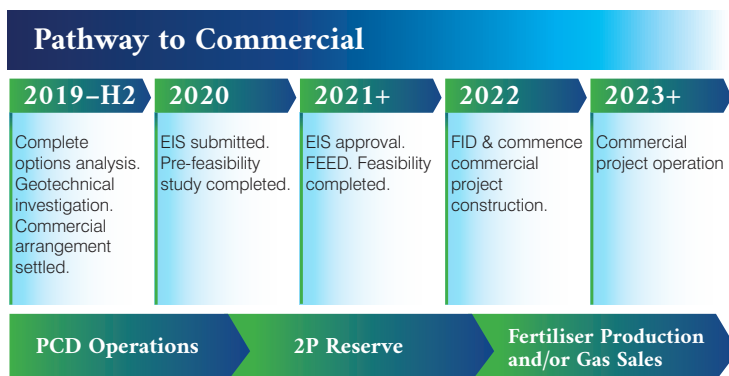 Pathway to Commercial
2019–H2
Complete
options analysis.
Geotechnical
investigation.
Commercial
arrangement
settled.
2020
EIS submitted.
Pre-feasibility
study completed.
2021+
EIS approval.
FEED. Feasibility
completed.
2022
FID & commence
commercial
project
construction.
2023+
Commercial
project operation
PCD Operations
2P Reserve
Fertiliser Production
and/or Gas Sales